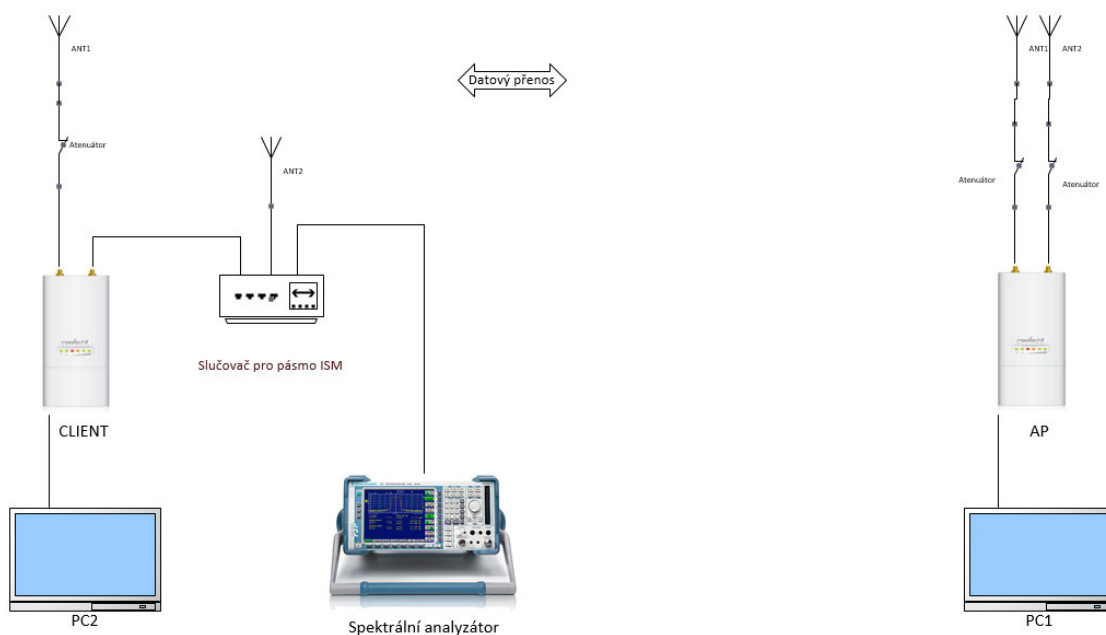 ANT1
Datový přenos
ANT1
ANT2
Atenuátor
ANT2
Atenuátor
Atenuátor
Slučovač pro pásmo ISM
CLIENT
AP
PC2
Spektrální analyzátor
PC1